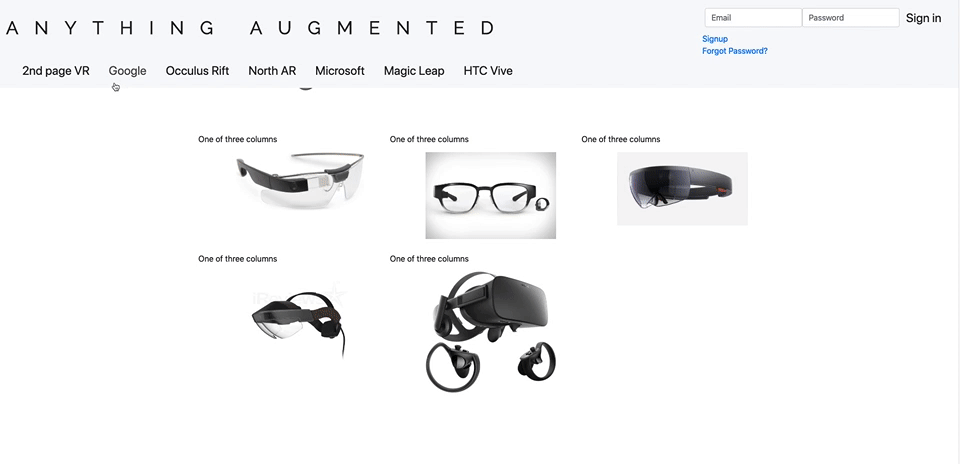 ANYTHING AUGMENTED
Email
Password
Sign in
Signup
Forgot Password?
2nd page VR
Google
Occulus Rift
North AR
Microsoft
Magic Leap
HTC Vive
One of three columns
One of three columns
One of three columns
One of three columns
One of three columns